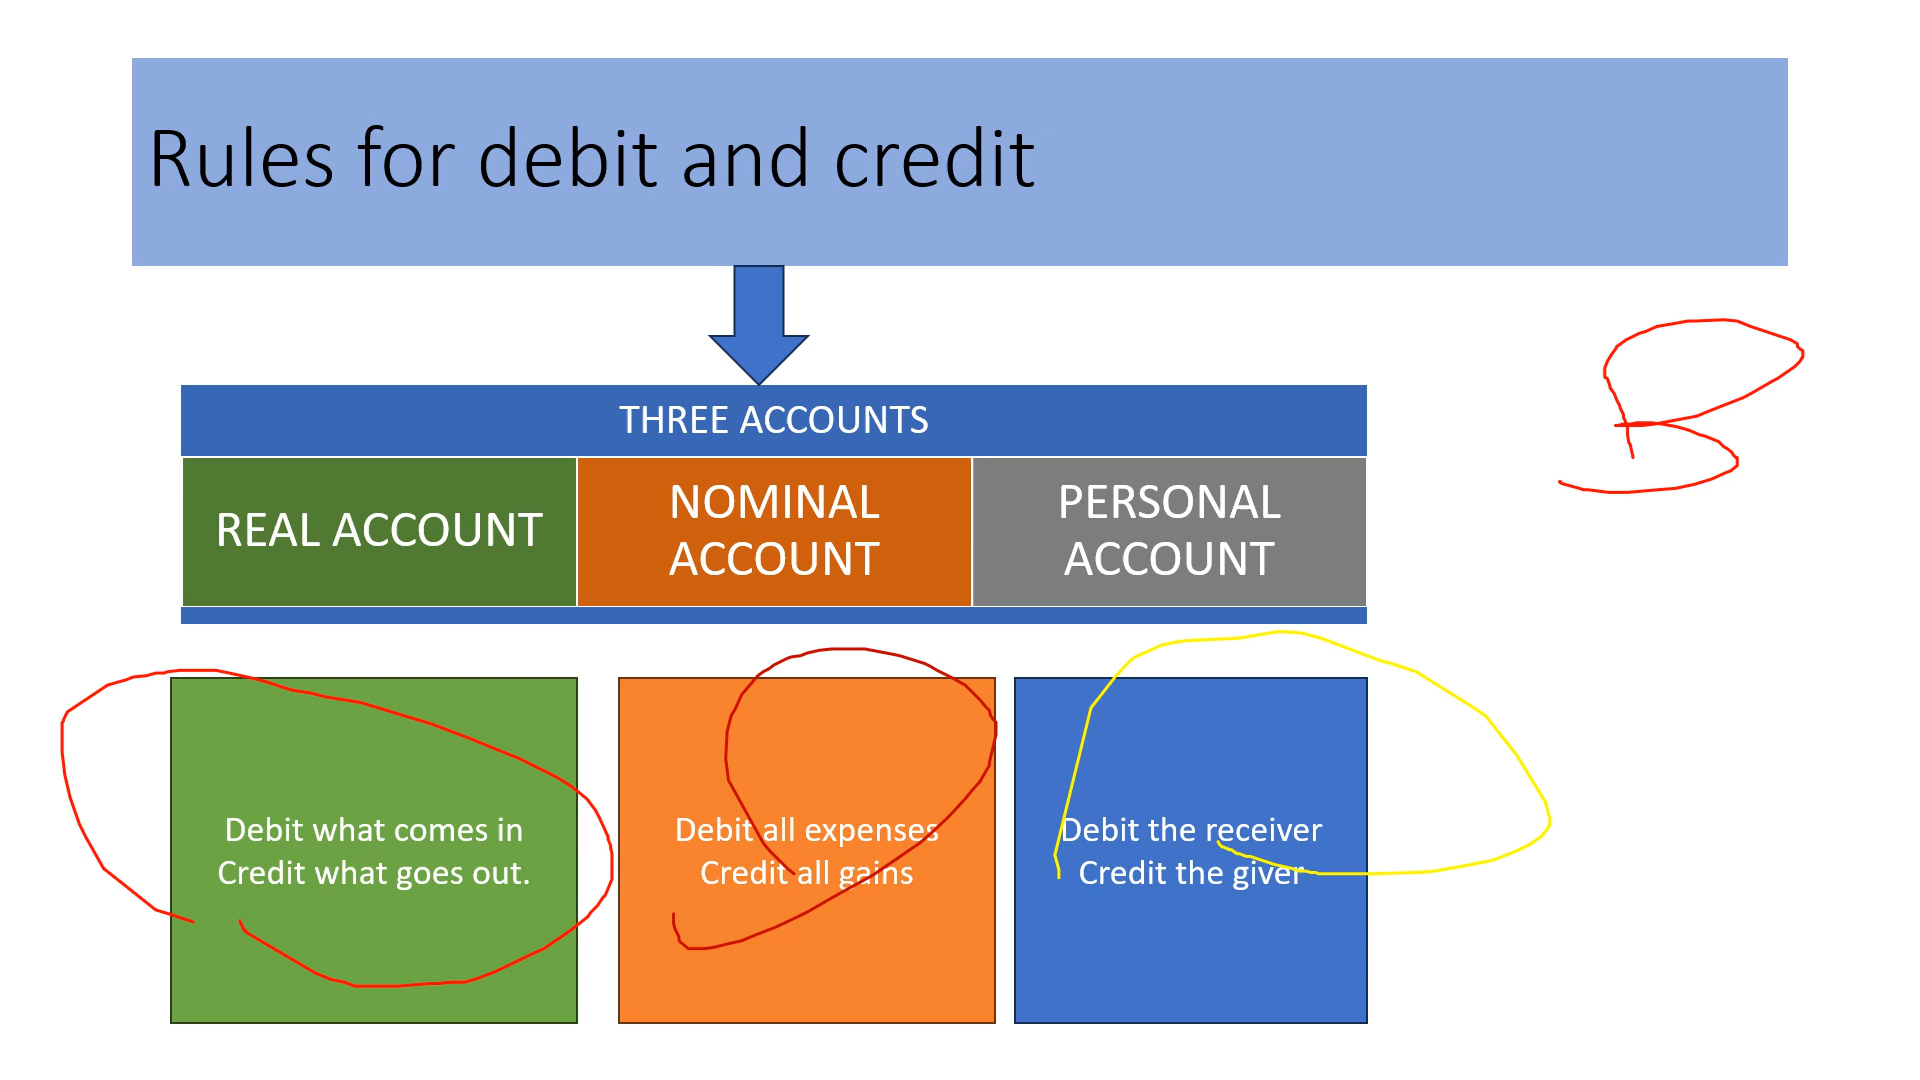 Rules for debit and credit
THREE ACCOUNTS
REAL ACCOUNT
NOMINAL
ACCOUNT
PERSONAL
ACCOUNT
Debit what comes in
Credit what goes out.
Debit all expenses
Credit all gains
Debit the receiver
Credit the giver